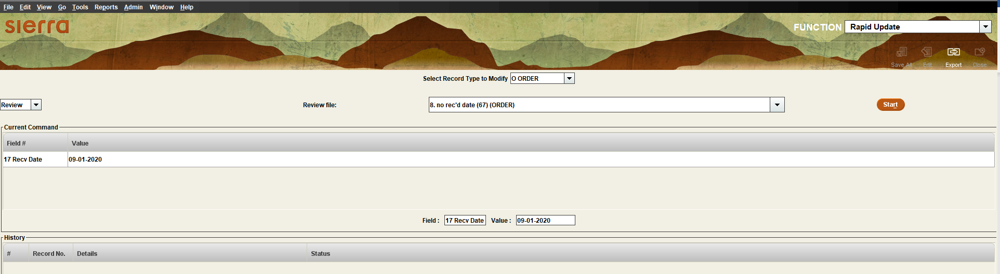 File Edit View Go Tools Reports Admin Window Help
sierra
FUNCTION Rapid Update
Save All Edit Export Close
Select Record Type to Modify O ORDER
Review Review file: 8. no rec'd date (67) (ORDER) Start
Current Command
Field # Value
17 Recv Date 09-01-2020
Field : 17 Recv Date Value : 09-01-2020
History
# Record No. Details Status